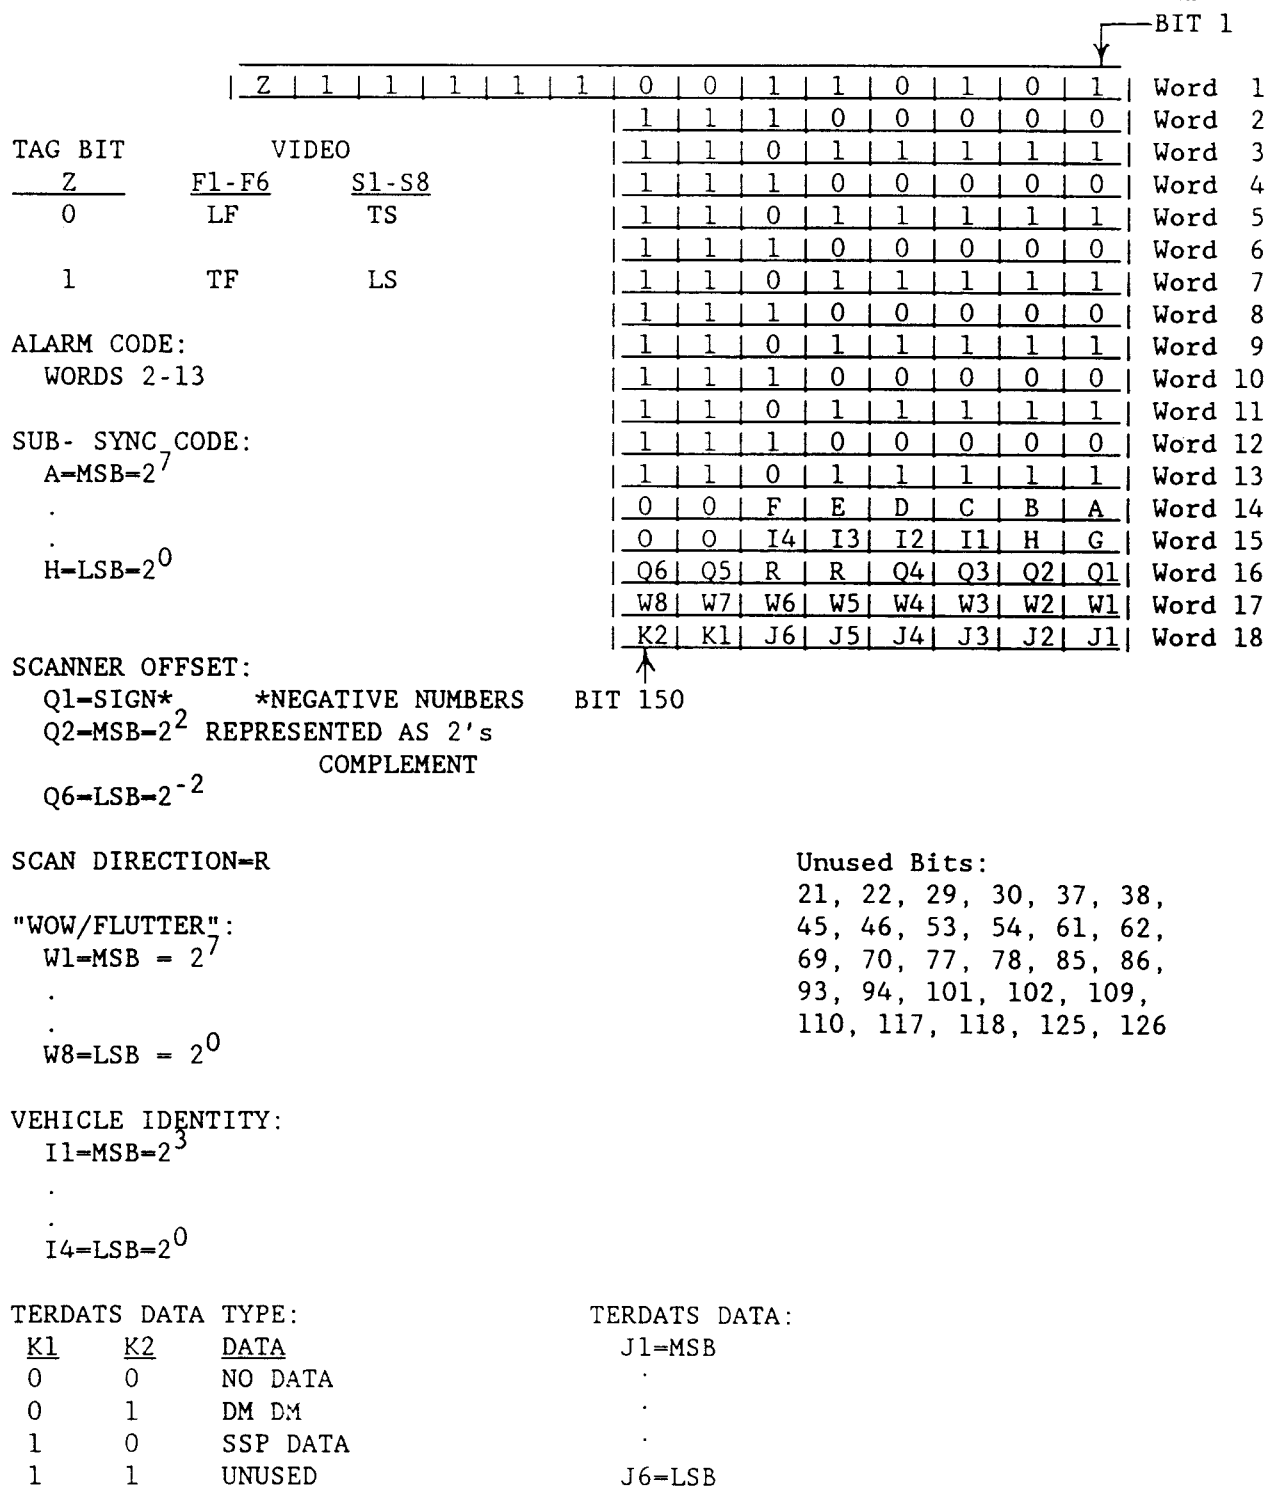 BIT 1
| Z | 1 | 1 | 1 | 1 | 1 | 0 | 0 | 1 | 1 | 0 | 1 | 0 | 1 | Word 1
| 1 | 1 | 1 | 0 | 0 | 0 | 0 | 0 | Word 2
TAG BIT VIDEO | 1 | 1 | 0 | 1 | 1 | 1 | 1 | 1 | Word 3
Z F1-F6 S1-S8 | 1 | 1 | 1 | 0 | 0 | 0 | 0 | 0 | Word 4
0 LF TS | 1 | 1 | 0 | 1 | 1 | 1 | 1 | 1 | Word 5
| 1 | 1 | 1 | 0 | 0 | 0 | 0 | 0 | Word 6
1 TF LS | 1 | 1 | 0 | 1 | 1 | 1 | 1 | 1 | Word 7
| 1 | 1 | 1 | 0 | 0 | 0 | 0 | 0 | Word 8
ALARM CODE: | 1 | 1 | 0 | 1 | 1 | 1 | 1 | 1 | Word 9
WORDS 2-13 | 1 | 1 | 1 | 0 | 0 | 0 | 0 | 0 | Word 10
| 1 | 1 | 0 | 1 | 1 | 1 | 1 | 1 | Word 11
SUB- SYNC CODE: | 1 | 1 | 1 | 0 | 0 | 0 | 0 | 0 | Word 12
A=MSB=2^7 | 1 | 1 | 0 | 1 | 1 | 1 | 1 | 1 | Word 13
. | 0 | 0 | F | E | D | C | B | A | Word 14
. | 0 | 0 | I4 | I3 | I2 | I1 | H | G | Word 15
H=LSB=2^0 | Q6 | Q5 | R | R | Q4 | Q3 | Q2 | Q1 | Word 16
| W8 | W7 | W6 | W5 | W4 | W3 | W2 | W1 | Word 17
| K2 | K1 | J6 | J5 | J4 | J3 | J2 | J1 | Word 18
SCANNER OFFSET:
Q1=SIGN* *NEGATIVE NUMBERS BIT 150
Q2=MSB=2^2 REPRESENTED AS 2's
COMPLEMENT
Q6=LSB=2^-2
SCAN DIRECTION=R
"WOW/FLUTTER":
W1=MSB = 2^7
.
.
W8=LSB = 2^0
Unused Bits:
21, 22, 29, 30, 37, 38,
45, 46, 53, 54, 61, 62,
69, 70, 77, 78, 85, 86,
93, 94, 101, 102, 109,
110, 117, 118, 125, 126
VEHICLE IDENTITY:
I1=MSB=2^3
.
.
I4=LSB=2^0
TERDATS DATA TYPE:
K1 K2 DATA
0 0 NO DATA
0 1 DM DM
1 0 SSP DATA
1 1 UNUSED
TERDATS DATA:
J1=MSB
.
.
.
J6=LSB